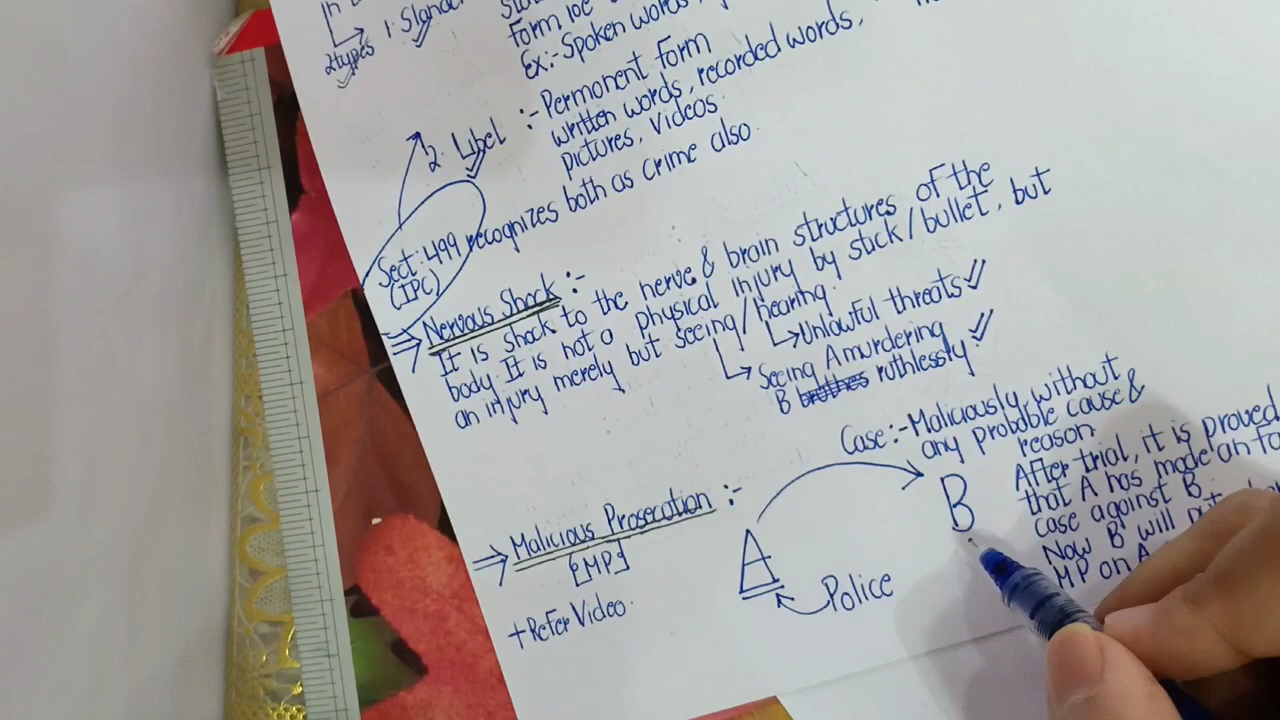 2types
1. Slander
form
Ex:- Spoken words,
2. Libel :- Permonent form
written words, recorded words,
pictures, videos.
Sect: 499 recognizes both as crime also.
(IPC)
⇒ Nervous Shock :-
It is shock to the nerve & brain structures of the
body. It is not a physical injury by stick/bullet, but
an injury merely but seeing/hearing.
↳ Unlawful threats ✓
↳ Seeing A murdering
B ruthlessly ✓
Case:- Maliciously, without
any probable cause &
reason
⇒ Malicious Prosecution :-
[MP]
+ Refer Video.
A
Police
B
After trial, it is proved
that A has made an
case against B.
Now B will put
MP on A